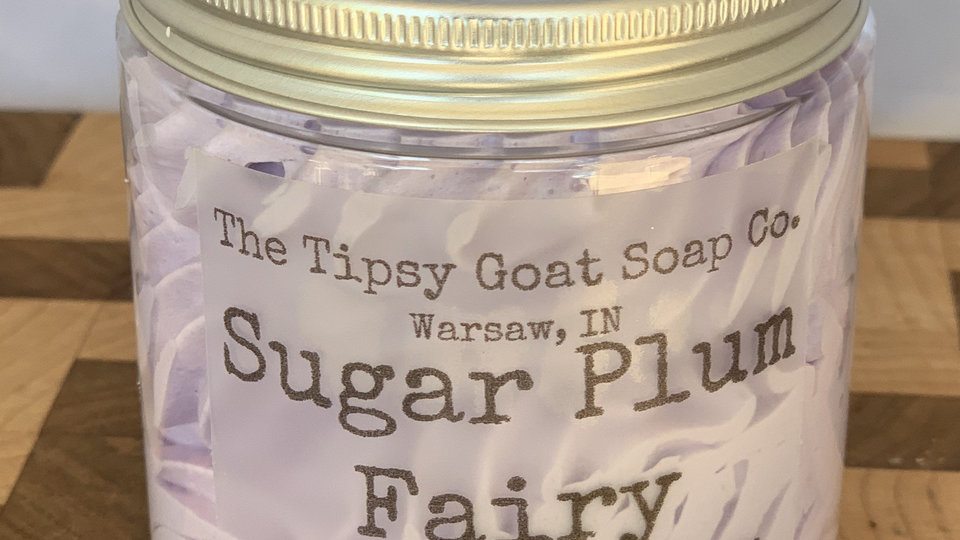 The Tipsy Goat Soap Co.
Warsaw, IN
Sugar Plum
Fairy